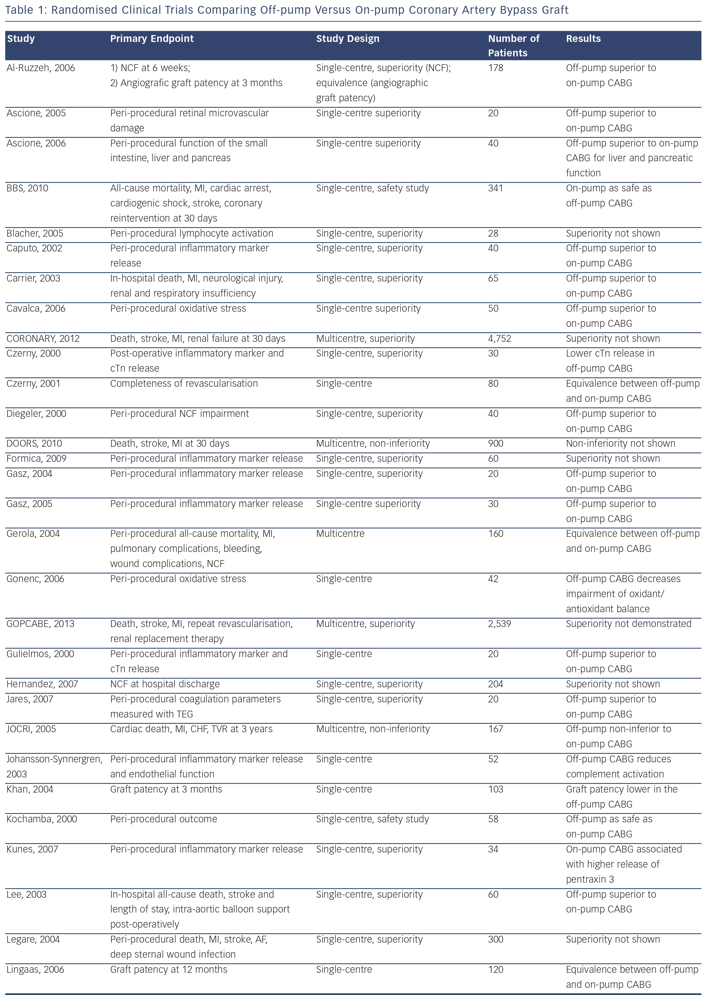 Table 1: Randomised Clinical Trials Comparing Off-pump Versus On-pump Coronary Artery Bypass Graft
Study Primary Endpoint Study Design Number of Patients Results
Al-Ruzzeh, 2006 1) NCF at 6 weeks; Single-centre, superiority (NCF); 178 Off-pump superior to
2) Angiografic graft patency at 3 months equivalence (angiographic on-pump CABG
graft patency)
Ascione, 2005 Peri-procedural retinal microvascular Single-centre superiority 20 Off-pump superior to
damage on-pump CABG
Ascione, 2006 Peri-procedural function of the small Single-centre superiority 40 Off-pump superior to on-pump
intestine, liver and pancreas CABG for liver and pancreatic
function
BBS, 2010 All-cause mortality, MI, cardiac arrest, Single-centre, safety study 341 On-pump as safe as
cardiogenic shock, stroke, coronary off-pump CABG
reintervention at 30 days
Blacher, 2005 Peri-procedural lymphocyte activation Single-centre, superiority 28 Superiority not shown
Caputo, 2002 Peri-procedural inflammatory marker Single-centre, superiority 40 Off-pump superior to
release on-pump CABG
Carrier, 2003 In-hospital death, MI, neurological injury, Single-centre, superiority 65 Off-pump superior to
renal and respiratory insufficiency on-pump CABG
Cavalca, 2006 Peri-procedural oxidative stress Single-centre superiority 50 Off-pump superior to
on-pump CABG
CORONARY, 2012 Death, stroke, MI, renal failure at 30 days Multicentre, superiority 4,752 Superiority not shown
Czerny, 2000 Post-operative inflammatory marker and Single-centre, superiority 30 Lower cTn release in
cTn release off-pump CABG
Czerny, 2001 Completeness of revascularisation Single-centre 80 Equivalence between off-pump
and on-pump CABG
Diegeler, 2000 Peri-procedural NCF impairment Single-centre, superiority 40 Off-pump superior to
on-pump CABG
DOORS, 2010 Death, stroke, MI at 30 days Multicentre, non-inferiority 900 Non-inferiority not shown
Formica, 2009 Peri-procedural inflammatory marker release Single-centre, superiority 60 Superiority not shown
Gasz, 2004 Peri-procedural inflammatory marker release Single-centre, superiority 20 Off-pump superior to
on-pump CABG
Gasz, 2005 Peri-procedural inflammatory marker release Single-centre superiority 30 Off-pump superior to
on-pump CABG
Gerola, 2004 Peri-procedural all-cause mortality, MI, Multicentre 160 Equivalence between off-pump
pulmonary complications, bleeding, and on-pump CABG
wound complications, NCF
Gonenc, 2006 Peri-procedural oxidative stress Single-centre 42 Off-pump CABG decreases
impairment of oxidant/
antioxidant balance
GOPCABE, 2013 Death, stroke, MI, repeat revascularisation, Multicentre, superiority 2,539 Superiority not demonstrated
renal replacement therapy
Gulielmos, 2000 Peri-procedural inflammatory marker and Single-centre 20 Off-pump superior to
cTn release on-pump CABG
Hernandez, 2007 NCF at hospital discharge Single-centre, superiority 204 Superiority not shown
Jares, 2007 Peri-procedural coagulation parameters Single-centre, superiority 20 Off-pump superior to
measured with TEG on-pump CABG
JOCRI, 2005 Cardiac death, MI, CHF, TVR at 3 years Multicentre, non-inferiority 167 Off-pump non-inferior to
on-pump CABG
Johansson-Synnergren, Peri-procedural inflammatory marker release Single-centre 52 Off-pump CABG reduces
2003 and endothelial function complement activation
Khan, 2004 Graft patency at 3 months Single-centre 103 Graft patency lower in the
off-pump CABG
Kochamba, 2000 Peri-procedural outcome Single-centre, safety study 58 Off-pump as safe as
on-pump CABG
Kunes, 2007 Peri-procedural inflammatory marker release Single-centre, superiority 34 On-pump CABG associated
with higher release of
pentraxin 3
Lee, 2003 In-hospital all-cause death, stroke and Single-centre, superiority 60 Off-pump superior to
length of stay, intra-aortic balloon support on-pump CABG
post-operatively
Legare, 2004 Peri-procedural death, MI, stroke, AF, Single-centre, superiority 300 Superiority not shown
deep sternal wound infection
Lingaas, 2006 Graft patency at 12 months Single-centre 120 Equivalence between off-pump
and on-pump CABG